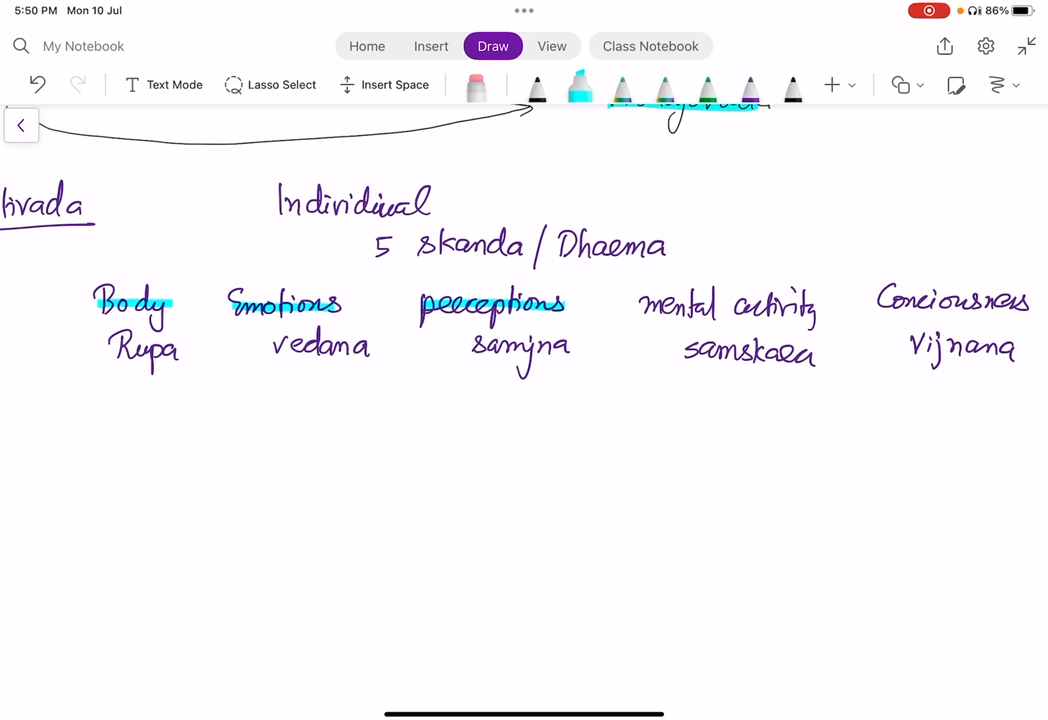 5:50 PM Mon 10 Jul
86%
My Notebook
Home Insert Draw View Class Notebook
Text Mode Lasso Select Insert Space
tivada Individual
5 Skanda / Dharma
Body Emotions perceptions mental activity Conciousness
Rupa vedana samjna samskara Vijnana